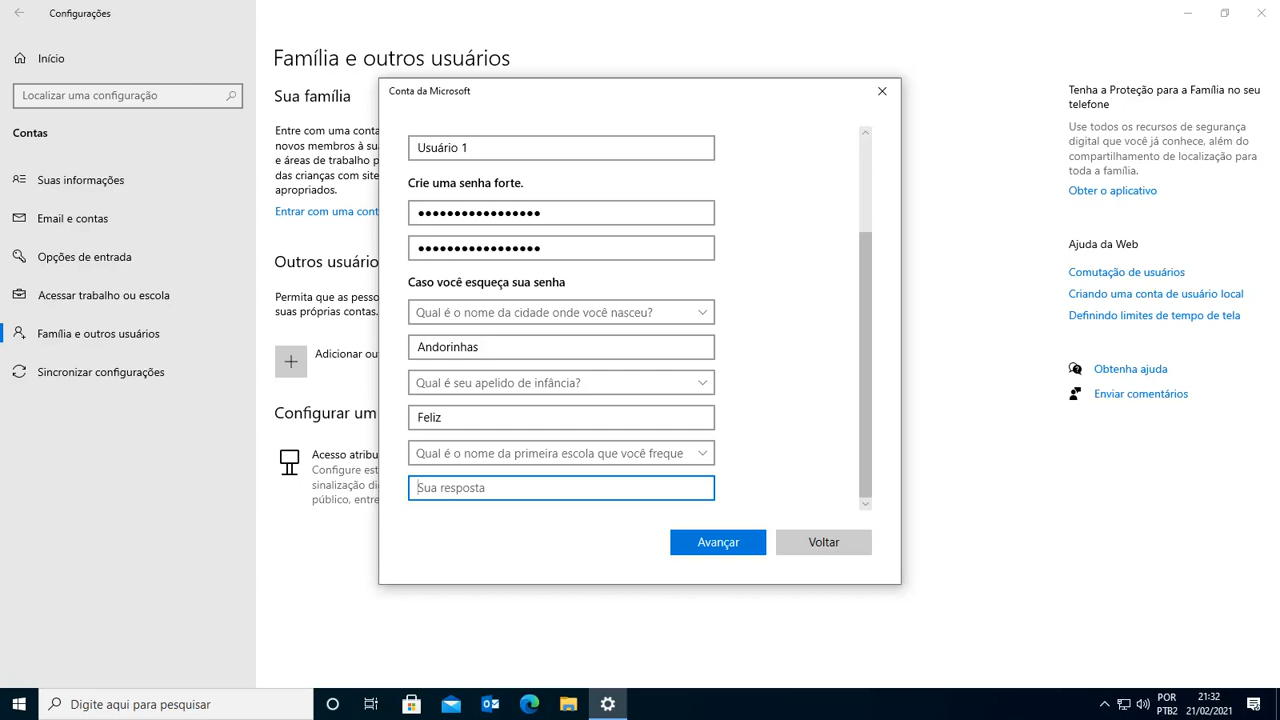 Configurações
Início
Localizar uma configuração
Contas
Suas informações
Email e contas
Opções de entrada
Acessar trabalho ou escola
Família e outros usuários
Sincronizar configurações
Família e outros usuários
Sua família
Entre com uma conta
novos membros à sua
e áreas de trabalho p
das crianças com site
apropriados.
Entrar com uma cont
Outros usuário
Permita que as pesso
suas próprias contas.
Adicionar ou
Configurar um
Acesso atribu
Configure est
sinalização di
público, entre
Conta da Microsoft
Usuário 1
Crie uma senha forte.
•••••••••••••••••
•••••••••••••••••
Caso você esqueça sua senha
Qual é o nome da cidade onde você nasceu?
Andorinhas
Qual é seu apelido de infância?
Feliz
Qual é o nome da primeira escola que você freque
Sua resposta
Avançar
Voltar
Tenha a Proteção para a Família no seu
telefone
Use todos os recursos de segurança
digital que você já conhece, além do
compartilhamento de localização para
toda a família.
Obter o aplicativo
Ajuda da Web
Comutação de usuários
Criando uma conta de usuário local
Definindo limites de tempo de tela
Obtenha ajuda
Enviar comentários
Digite aqui para pesquisar
POR
PTB2
21:32
21/02/2021